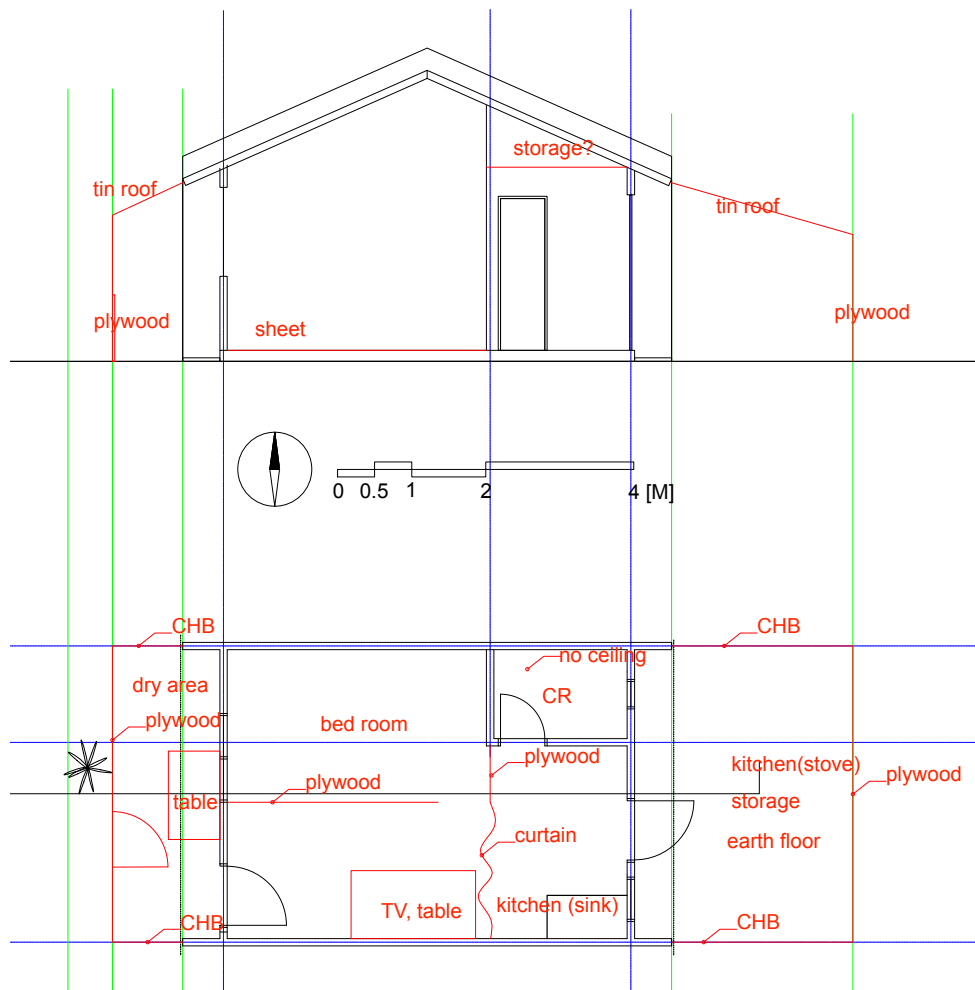 storage?
tin roof
tin roof
plywood
sheet
plywood
0 0.5 1 2 4 [M]
CHB
CHB
no ceiling
dry area
CR
plywood
bed room
plywood
kitchen(stove)
plywood
plywood
table
storage
curtain
earth floor
TV, table
kitchen (sink)
CHB
CHB